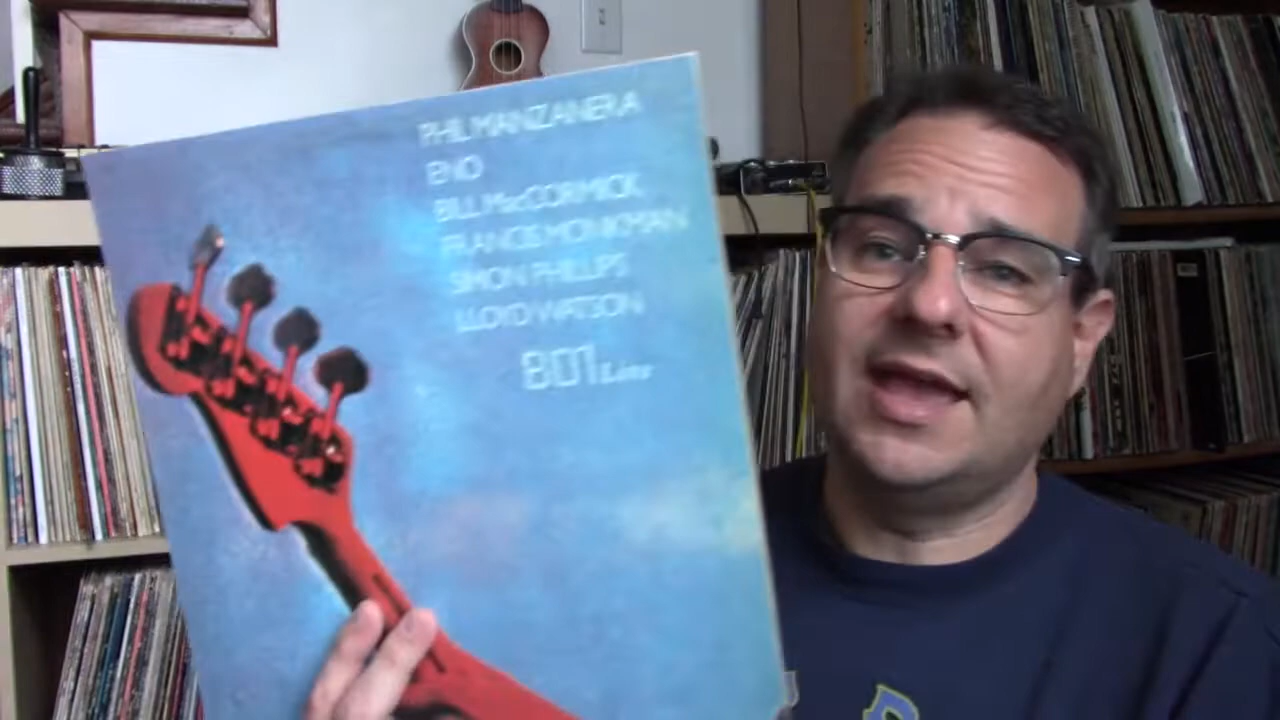 PHIL MANZANERA
ENO
BILL MacCORMICK
FRANCIS MONKMAN
SIMON PHILLIPS
LLOYD WATSON
801 Live